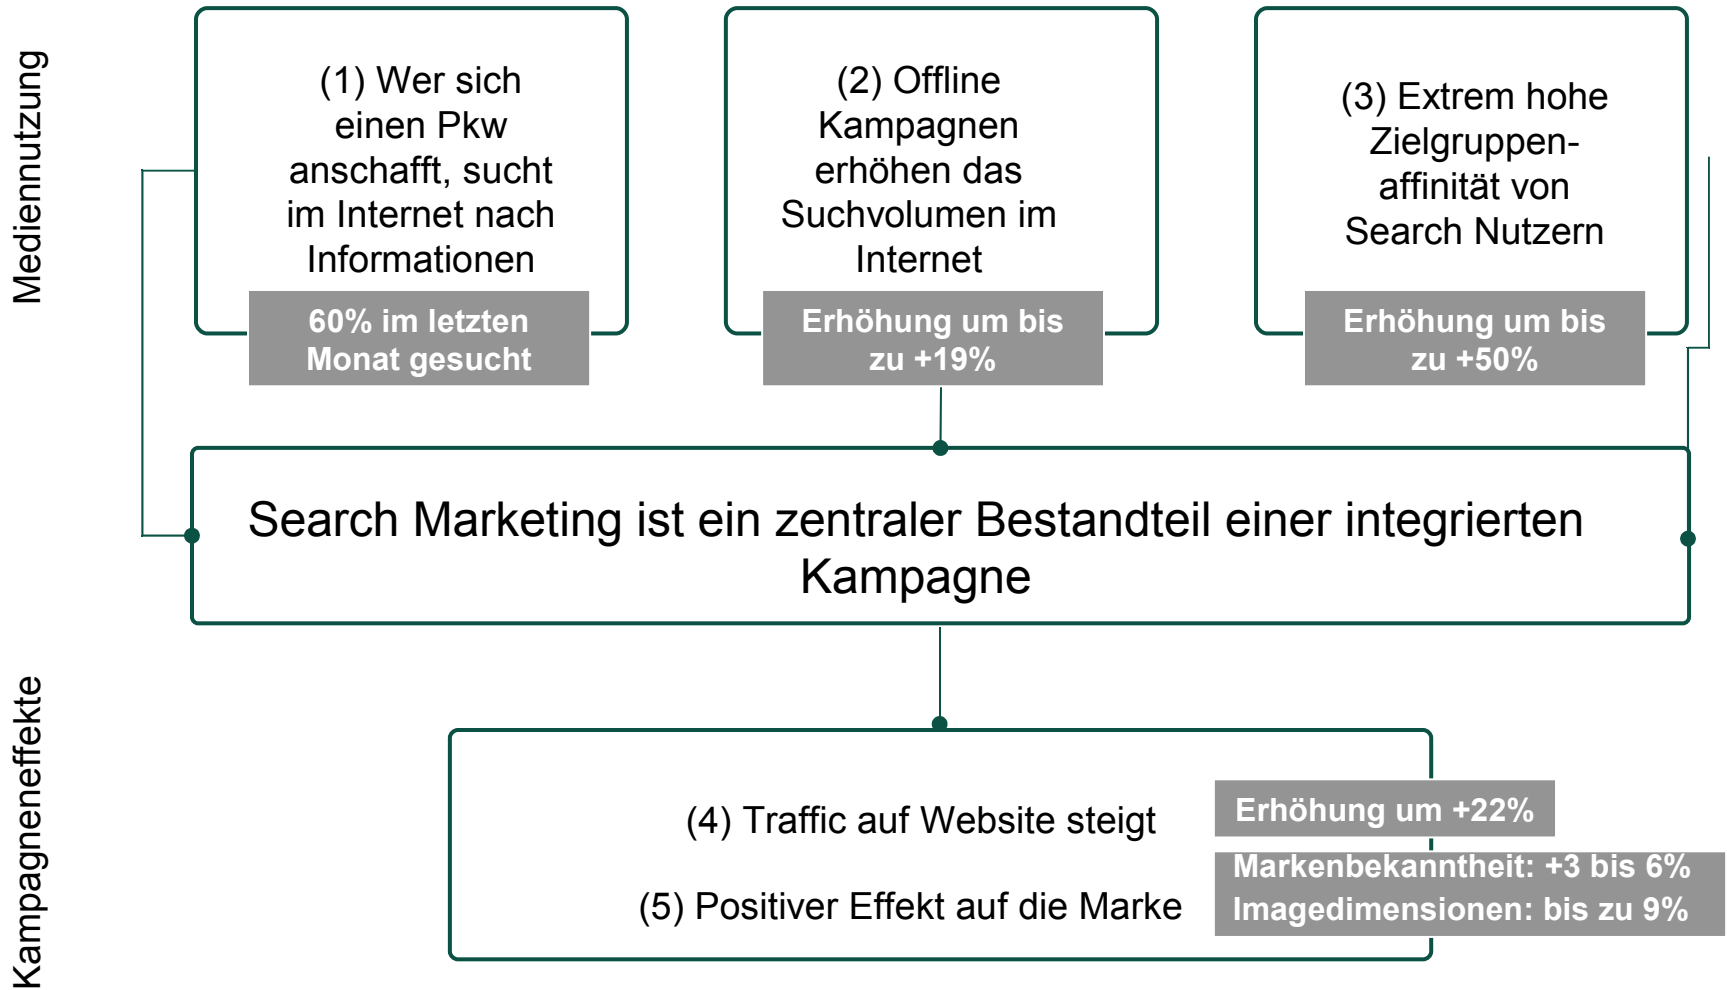 Mediennutzung
(1) Wer sich
einen Pkw
anschafft, sucht
im Internet nach
Informationen
60% im letzten
Monat gesucht
(2) Offline
Kampagnen
erhöhen das
Suchvolumen im
Internet
Erhöhung um bis
zu +19%
(3) Extrem hohe
Zielgruppen-
affinität von
Search Nutzern
Erhöhung um bis
zu +50%
Search Marketing ist ein zentraler Bestandteil einer integrierten
Kampagne
Kampagneneffekte
(4) Traffic auf Website steigt
Erhöhung um +22%
(5) Positiver Effekt auf die Marke
Markenbekanntheit: +3 bis 6%
Imagedimensionen: bis zu 9%